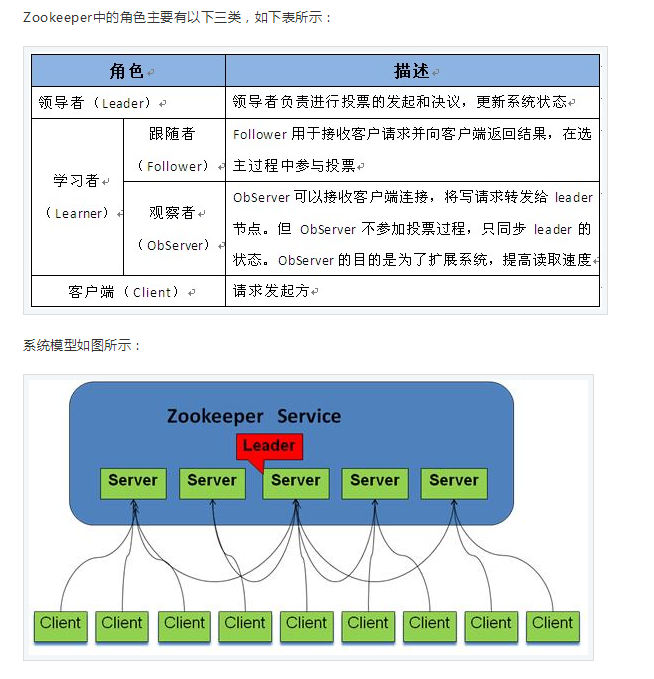 Zookeeper中的角色主要有以下三类，如下表所示：
角色
描述
领导者（Leader）
领导者负责进行投票的发起和决议，更新系统状态
学习者
（Learner）
跟随者
（Follower）
Follower 用于接收客户请求并向客户端返回结果，在选
主过程中参与投票
观察者
（ObServer）
ObServer 可以接收客户端连接，将写请求转发给 leader
节点。但 ObServer 不参加投票过程，只同步 leader 的
状态。ObServer 的目的是为了扩展系统，提高读取速度
客户端（Client）
请求发起方
系统模型如图所示：
Zookeeper Service
Leader
Server Server Server Server Server
Client Client Client Client Client Client Client Client Client